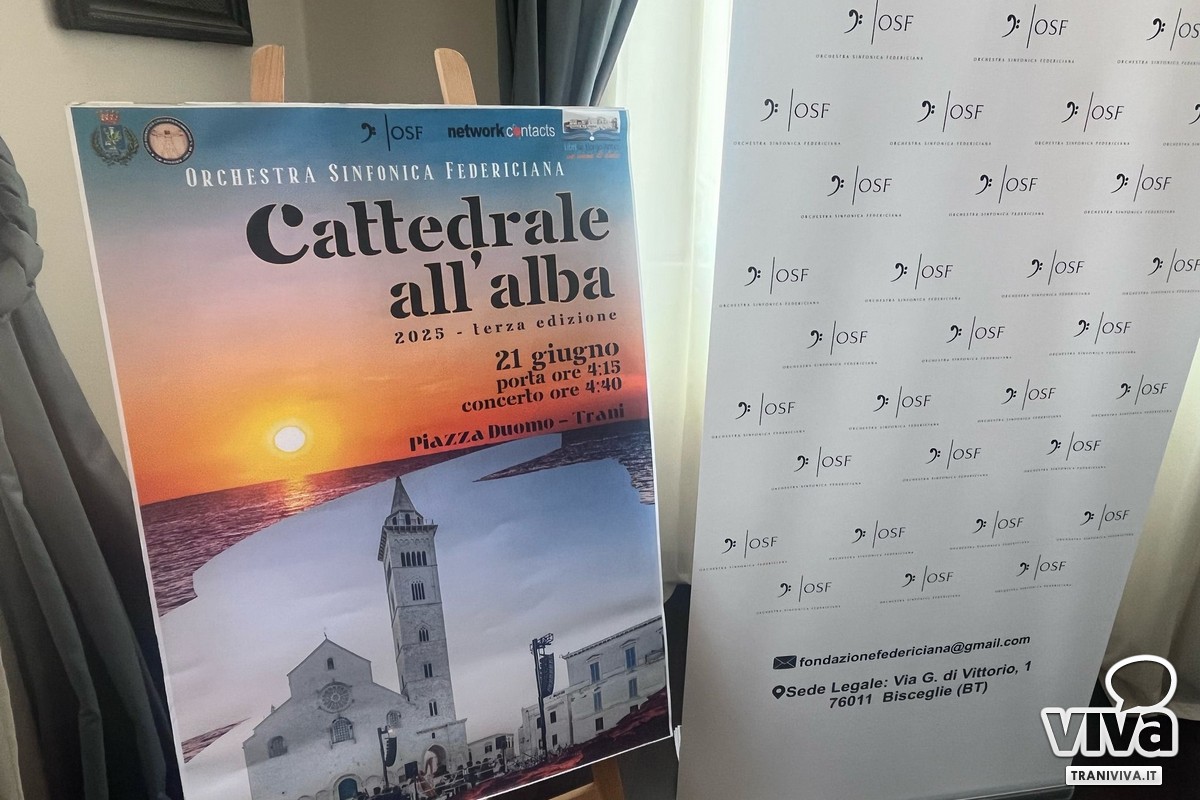 OSF
networkcontacts
ORCHESTRA SINFONICA FEDERICIANA
Cattedrale
all'alba
2025 - terza edizione
21 giugno
porta ore 4:15
concerto ore 4:40
Piazza Duomo - Trani
OSF
ORCHESTRA SINFONICA FEDERICIANA
fondazionefedericiana@gmail.com
Sede Legale: Via G. di Vittorio, 1
76011 Bisceglie (BT)
viva
TRANIVIVA.IT